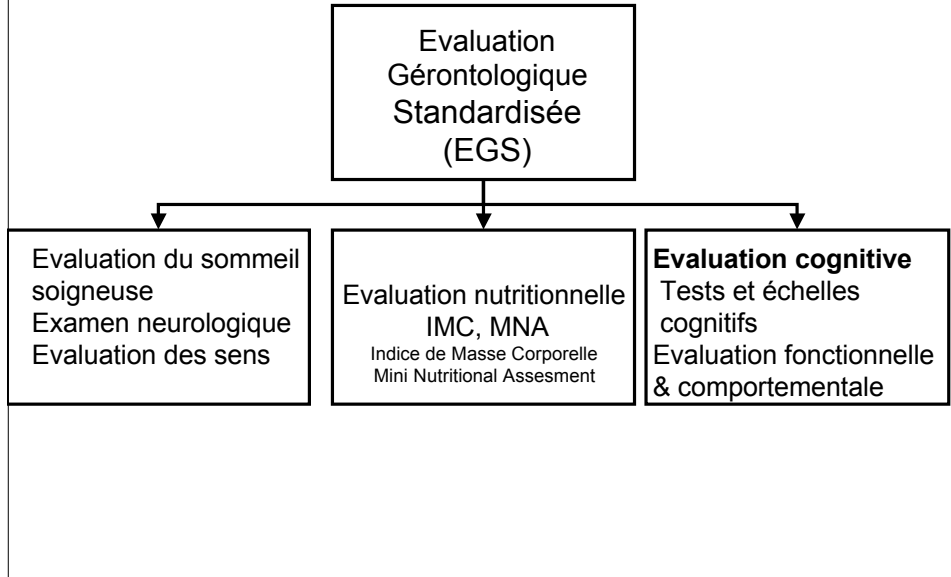 Evaluation
Gérontologique
Standardisée
(EGS)
Evaluation du sommeil
soigneuse
Examen neurologique
Evaluation des sens
Evaluation nutritionnelle
IMC, MNA
Indice de Masse Corporelle
Mini Nutritional Assesment
Evaluation cognitive
Tests et échelles
cognitifs
Evaluation fonctionnelle
& comportementale